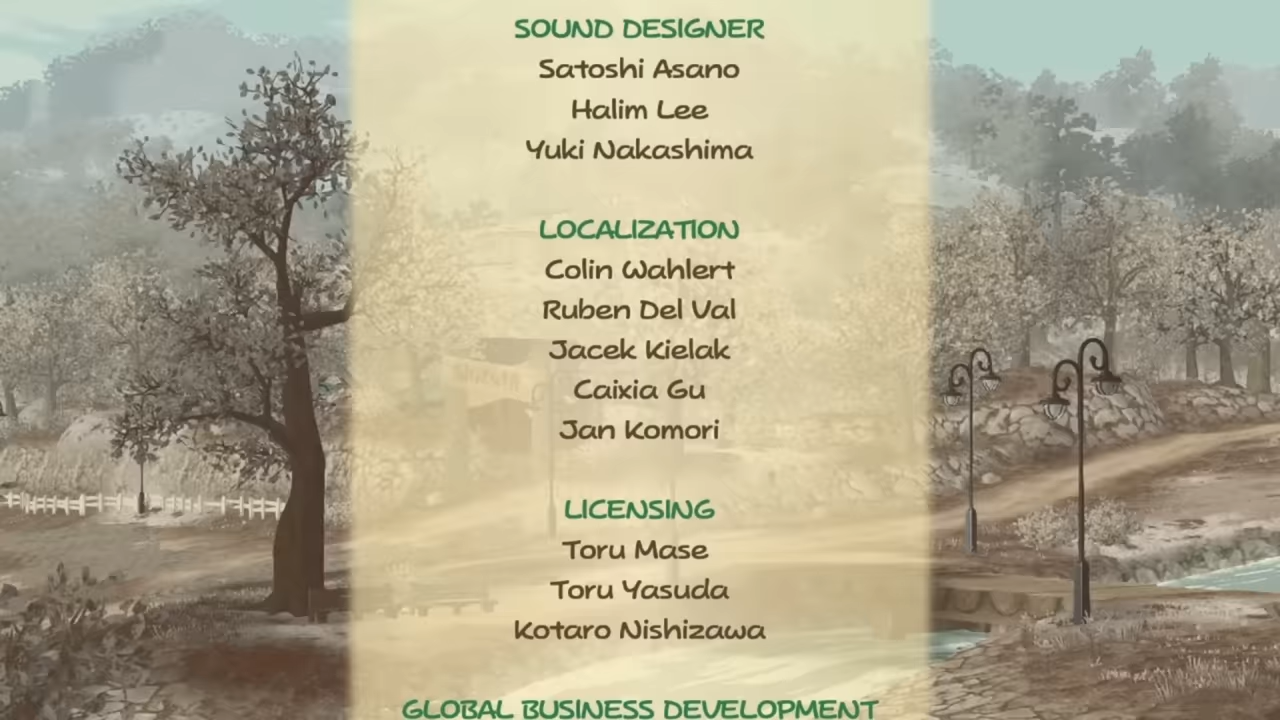 SOUND DESIGNER
Satoshi Asano
Halim Lee
Yuki Nakashima
LOCALIZATION
Colin Wahlert
Ruben Del Val
Jacek Kielak
Caixia Gu
Jan Komori
LICENSING
Toru Mase
Toru Yasuda
Kotaro Nishizawa
GLOBAL BUSINESS DEVELOPMENT